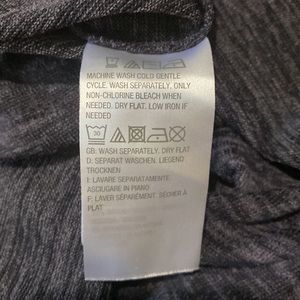 MACHINE WASH COLD GENTLE
CYCLE. WASH SEPARATELY. ONLY
NON-CHLORINE BLEACH WHEN
NEEDED. DRY FLAT. LOW IRON IF
NEEDED
30
GB: WASH SEPARATELY. DRY FLAT
D: SEPARAT WASCHEN. LIEGEND
TROCKNEN
I: LAVARE SEPARATAMENTE.
ASCIUGARE IN PIANO
F: LAVER SÉPARÉMENT. SÉCHER À
PLAT